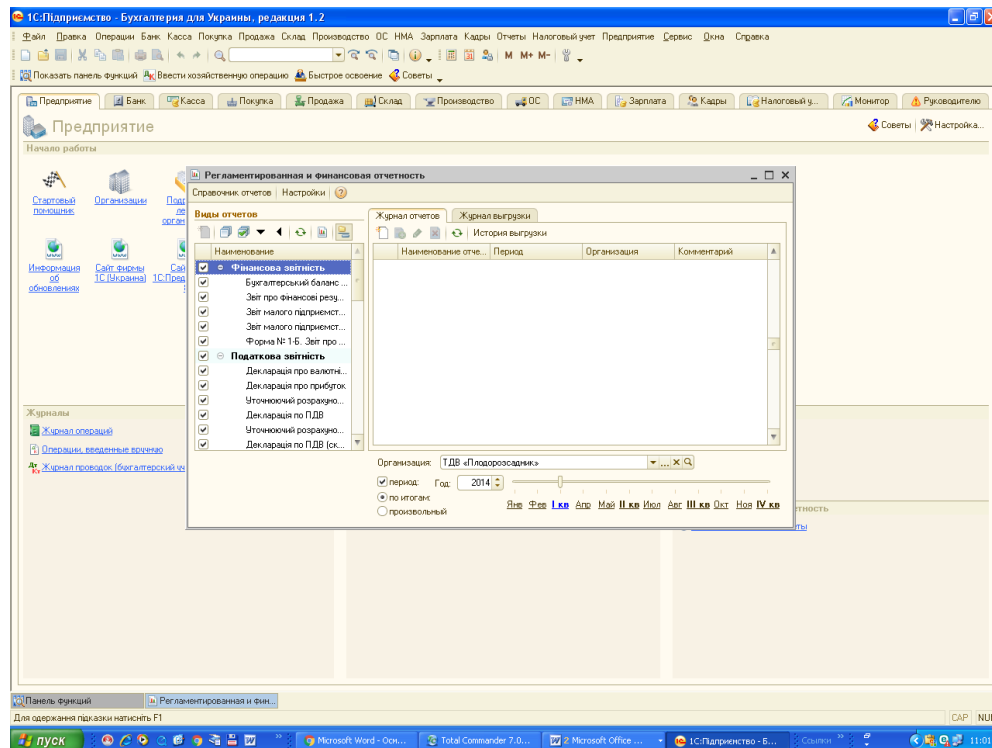 1С:Підприємство - Бухгалтерия для Украины, редакция 1.2
Файл Правка Операции Банк Касса Покупка Продажа Склад Производство ОС НМА Зарплата Кадры Отчеты Налоговый учет Предприятие Сервис Окна Справка
M M+ M-
Показать панель функций Ввести хозяйственную операцию Быстрое освоение Советы
Предприятие Банк Касса Покупка Продажа Склад Производство ОС НМА Зарплата Кадры Налоговый у... Монитор Руководителю
Предприятие Советы Настройка...
Начало работы
Стартовый помощник
Организации
Информация об обновлениях
Сайт фирмы 1С (Украина)
Регламентированная и финансовая отчетность
Справочник отчетов Настройки
Виды отчетов
Журнал отчетов Журнал выгрузки
История выгрузки
Наименование
Наименование отче... Период Организация Комментарий
Фінансова звітність
Бухгалтерський баланс ...
Звіт про фінансові резу...
Звіт малого підприємст...
Звіт малого підприємст...
Форма № 1-Б. Звіт про ...
Податкова звітність
Декларація про валютні...
Декларація про прибуток
Уточнюючий розрахуно...
Декларація по ПДВ
Уточнюючий розрахуно...
Декларація по ПДВ (ск...
Организация: ТДВ «Плодорозсадник»
период: Год: 2014
по итогам:
произвольный
Янв Фев I кв Апр Май II кв Июл Авг III кв Окт Ноя IV кв
Журналы
Журнал операций
Операции, введенные вручную
Журнал проводок (бухгалтерский уч
Панель функций Регламентированная и фин...
Для одержання підказки натисніть F1
CAP NU
пуск Microsoft Word - Осн... Total Commander 7.0... 2 Microsoft Office ... 1С:Підприємство - Б... Ссылки 11:01